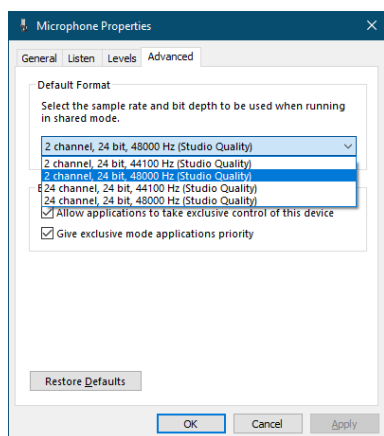 Microphone Properties
General Listen Levels Advanced
Default Format
Select the sample rate and bit depth to be used when running
in shared mode.
2 channel, 24 bit, 48000 Hz (Studio Quality)
2 channel, 24 bit, 44100 Hz (Studio Quality)
2 channel, 24 bit, 48000 Hz (Studio Quality)
24 channel, 24 bit, 44100 Hz (Studio Quality)
24 channel, 24 bit, 48000 Hz (Studio Quality)
Allow applications to take exclusive control of this device
Give exclusive mode applications priority
Restore Defaults
OK Cancel Apply